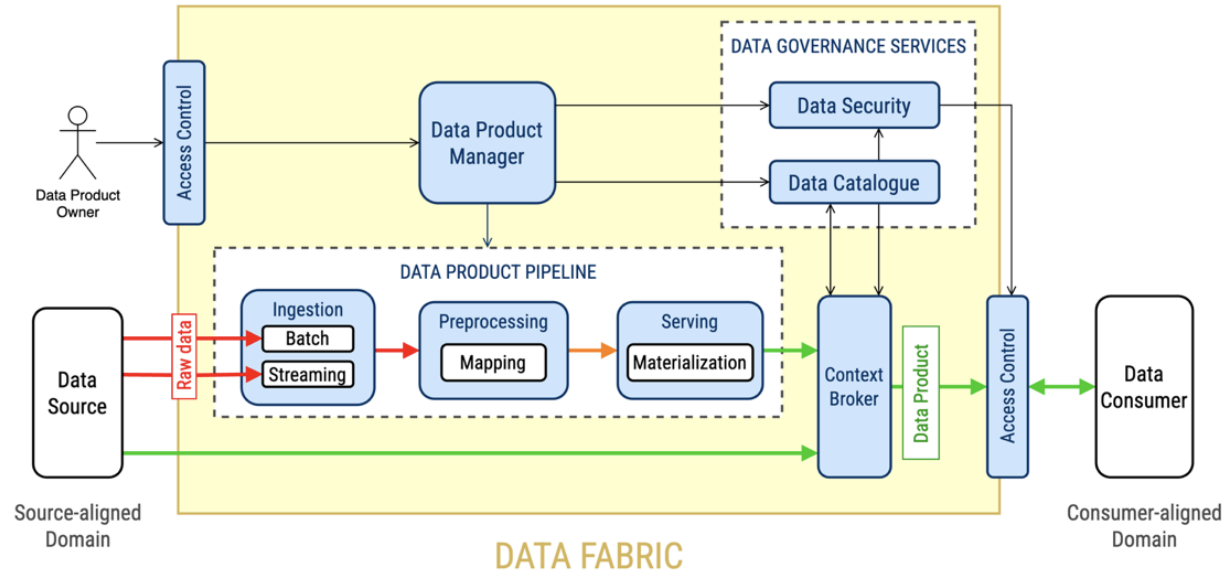 DATA GOVERNANCE SERVICES
Data Security
Data Catalogue
Access Control
Data Product
Manager
Data Product
Owner
DATA PRODUCT PIPELINE
Ingestion
Batch
Streaming
Preprocessing
Mapping
Serving
Materialization
Raw data
Data
Source
Context
Broker
Data Product
Access Control
Data
Consumer
Source-aligned
Domain
Consumer-aligned
Domain
DATA FABRIC